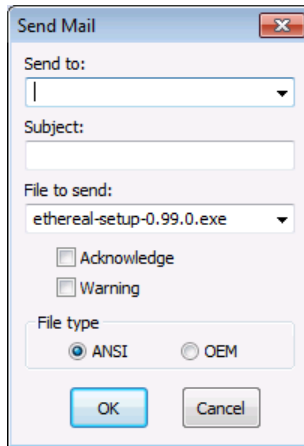 Send Mail
Send to:
Subject:
File to send:
ethereal-setup-0.99.0.exe
Acknowledge
Warning
File type
ANSI
OEM
OK
Cancel